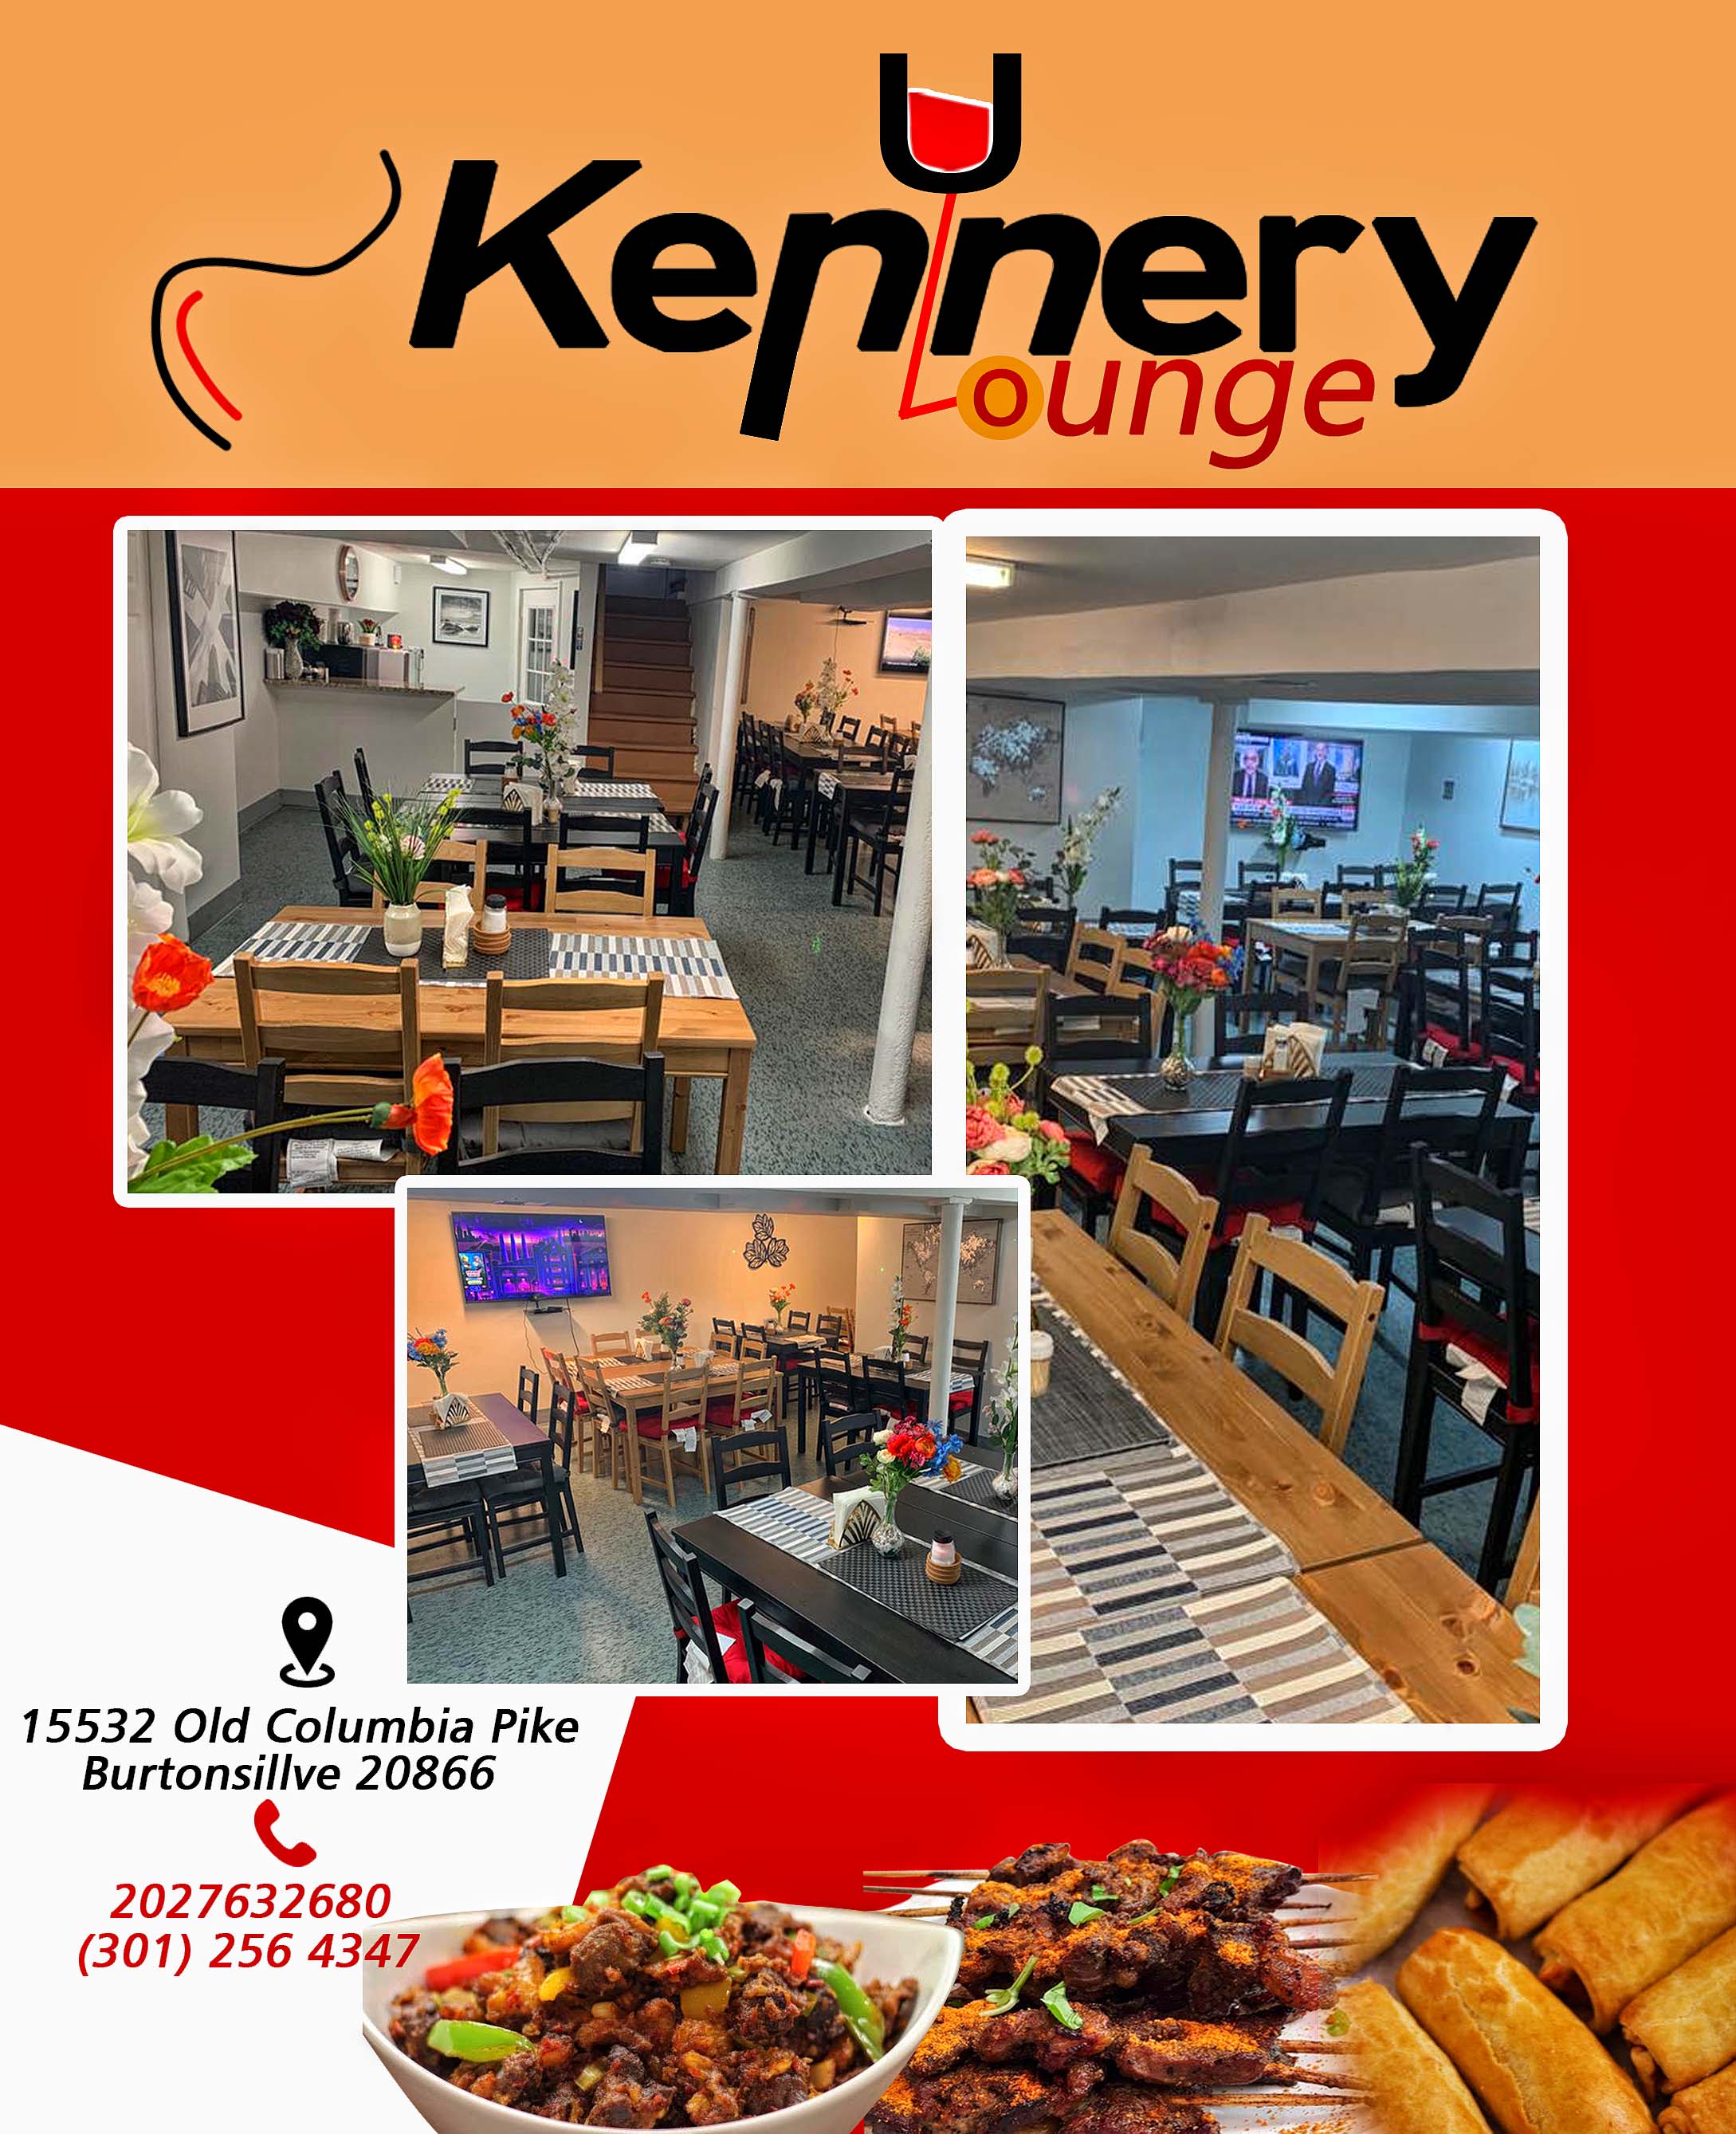 Kennery
Lounge
15532 Old Columbia Pike
Burtonsillve 20866
2027632680
(301) 256 4347